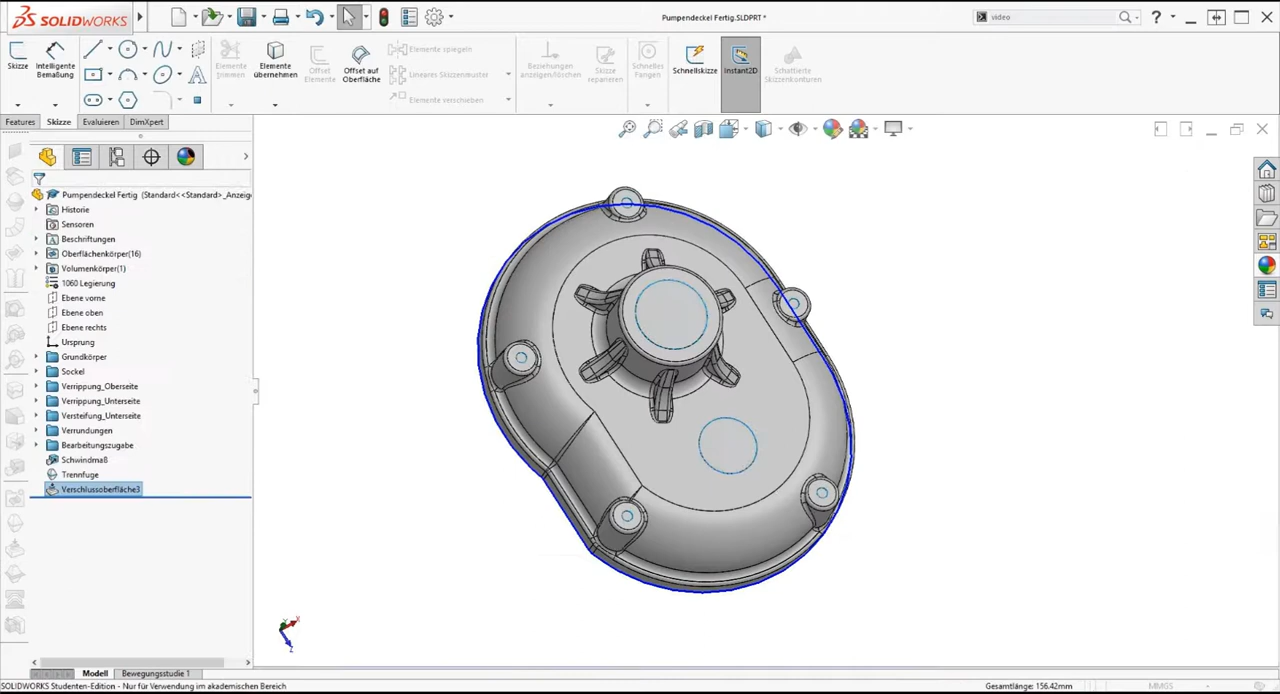 SOLIDWORKS
Pumpendeckel Fertig.SLDPRT *
video
Skizze
Intelligente
Bemaßung
Elemente
trimmen
Elemente
übernehmen
Offset
Elemente
Offset auf
Oberfläche
Elemente spiegeln
Lineares Skizzenmuster
Elemente verschieben
Beziehungen
anzeigen/löschen
Skizze
reparieren
Schnelles
Fangen
Schnellskizze
Instant2D
Schattierte
Skizzenkonturen
Features
Skizze
Evaluieren
DimXpert
Pumpendeckel Fertig (Standard<<Standard>_Anzeige
Historie
Sensoren
Beschriftungen
Oberflächenkörper(16)
Volumenkörper(1)
1060 Legierung
Ebene vorne
Ebene oben
Ebene rechts
Ursprung
Grundkörper
Sockel
Verrippung_Oberseite
Verrippung_Unterseite
Versteifung_Unterseite
Verrundungen
Bearbeitungszugabe
Schwindmaß
Trennfuge
Verschlussoberfläche3
Modell
Bewegungsstudie 1
SOLIDWORKS Studenten-Edition - Nur für Verwendung im akademischen Bereich
Gesamtlänge: 156.42mm
MMGS